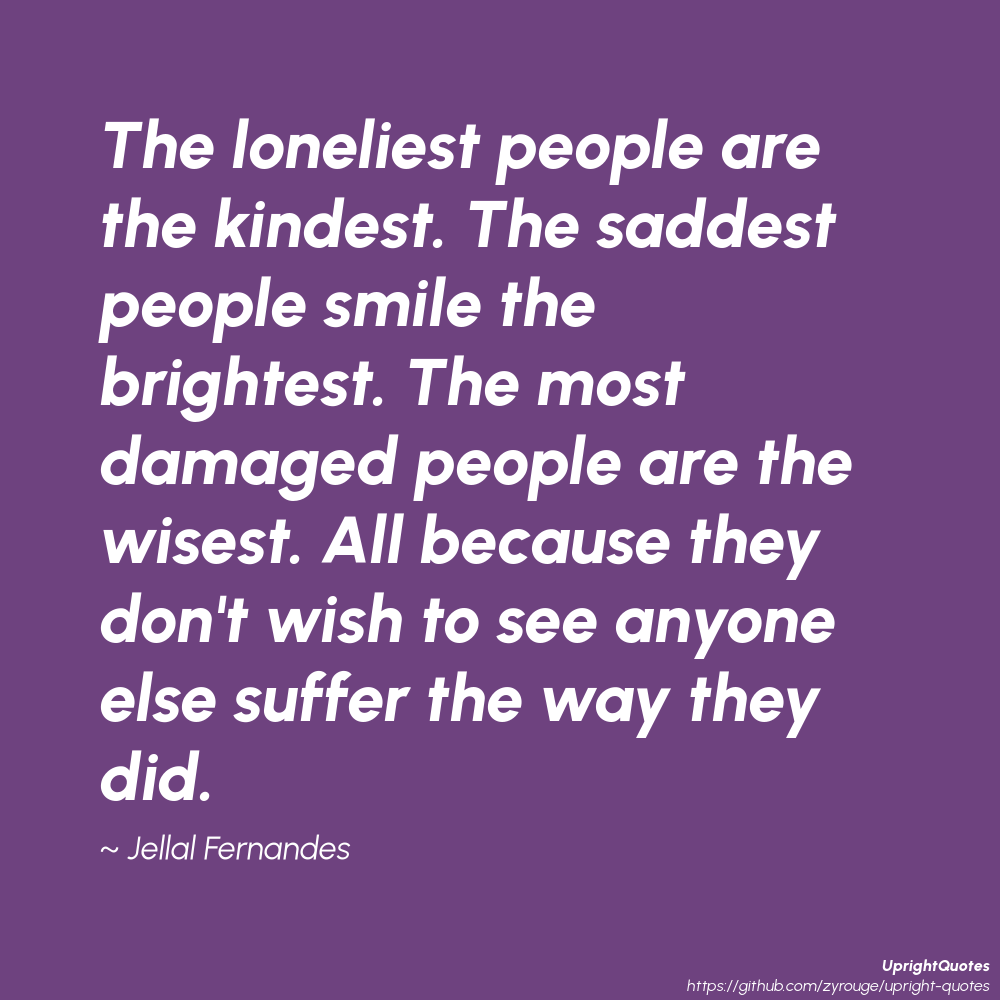 The loneliest people are
the kindest. The saddest
people smile the
brightest. The most
damaged people are the
wisest. All because they
don't wish to see anyone
else suffer the way they
did.
~ Jellal Fernandes
UprightQuotes
https://github.com/zyrouge/upright-quotes